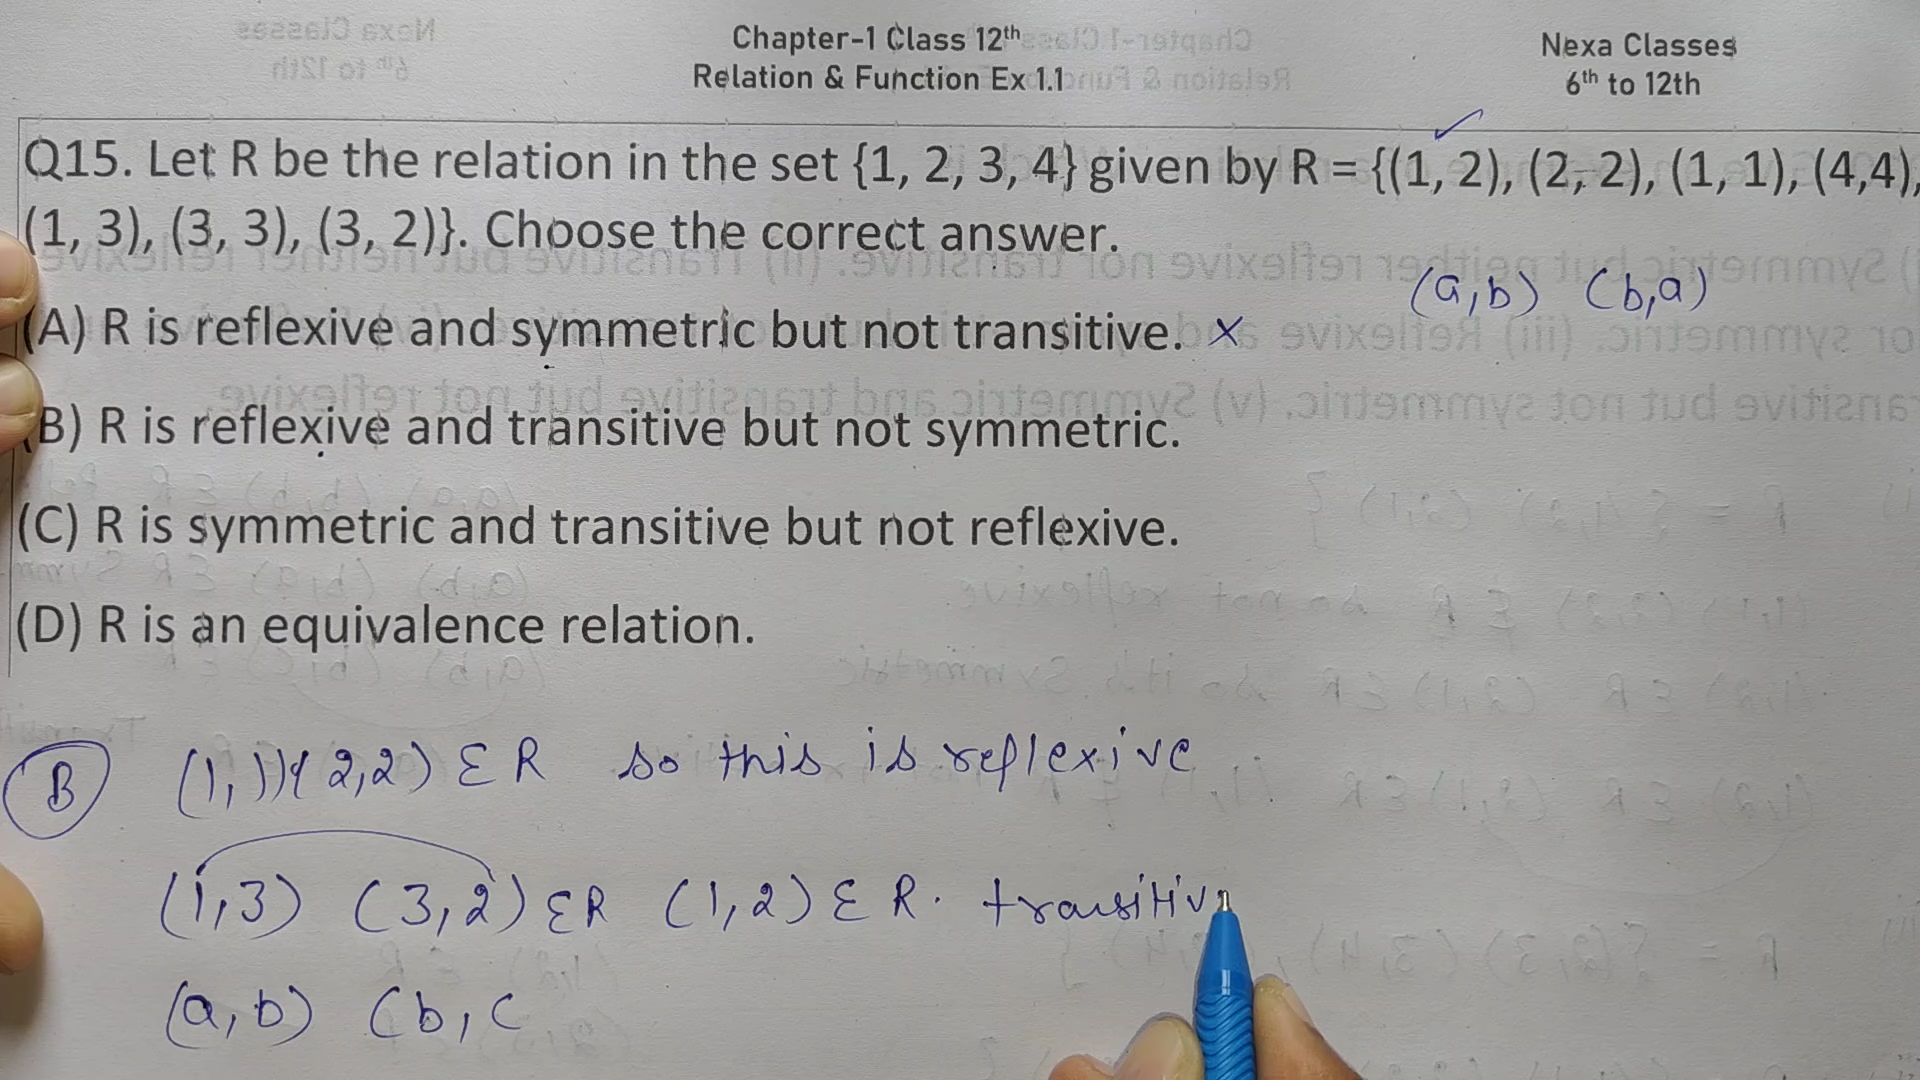 Chapter-1 Class 12th
Relation & Function Ex 1.1
Nexa Classes
6th to 12th
Q15. Let R be the relation in the set {1, 2, 3, 4} given by R = {(1, 2), (2, 2), (1, 1), (4,4),
(1, 3), (3, 3), (3, 2)}. Choose the correct answer.
(a,b) (b,a)
(A) R is reflexive and symmetric but not transitive. ×
(B) R is reflexive and transitive but not symmetric.
(C) R is symmetric and transitive but not reflexive.
(D) R is an equivalence relation.
B (1,1)(2,2) ∈ R so this is reflexive
(1,3) (3,2) ∈ R (1,2) ∈ R. transitiv
(a,b) (b,c